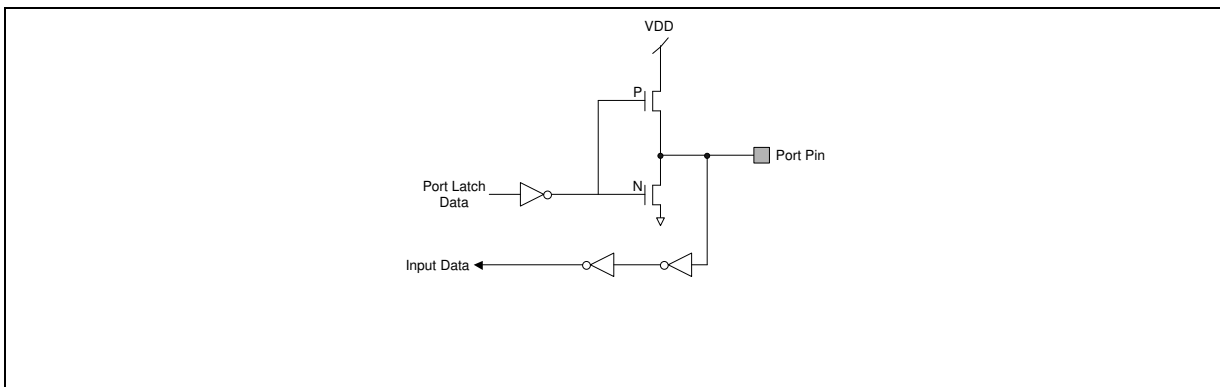 VDD
P
Port Pin
N
Port Latch
Data
Input Data